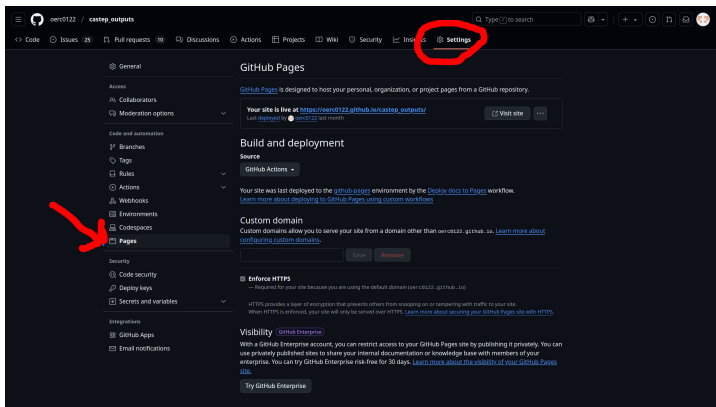 oerc0122 / castep_outputs
Type / to search
Code Issues 25 Pull requests 10 Discussions Actions Projects Wiki Security Insights Settings
General
Access
Collaborators
Moderation options
Code and automation
Branches
Tags
Rules
Actions
Webhooks
Environments
Codespaces
Pages
Security
Code security
Deploy keys
Secrets and variables
Integrations
GitHub Apps
Email notifications
GitHub Pages
GitHub Pages is designed to host your personal, organization, or project pages from a GitHub repository.
Your site is live at https://oerc0122.github.io/castep_outputs/
Last deployed by oerc0122 last month
Visit site
Build and deployment
Source
GitHub Actions
Your site was last deployed to the github-pages environment by the Deploy docs to Pages workflow.
Learn more about deploying to GitHub Pages using custom workflows
Custom domain
Custom domains allow you to serve your site from a domain other than oerc0122.github.io. Learn more about
configuring custom domains.
Save Remove
Enforce HTTPS
— Required for your site because you are using the default domain (oerc0122.github.io)
HTTPS provides a layer of encryption that prevents others from snooping on or tampering with traffic to your site.
When HTTPS is enforced, your site will only be served over HTTPS. Learn more about securing your GitHub Pages site with HTTPS.
Visibility GitHub Enterprise
With a GitHub Enterprise account, you can restrict access to your GitHub Pages site by publishing it privately. You can
use privately published sites to share your internal documentation or knowledge base with members of your
enterprise. You can try GitHub Enterprise risk-free for 30 days. Learn more about the visibility of your GitHub Pages
site.
Try GitHub Enterprise